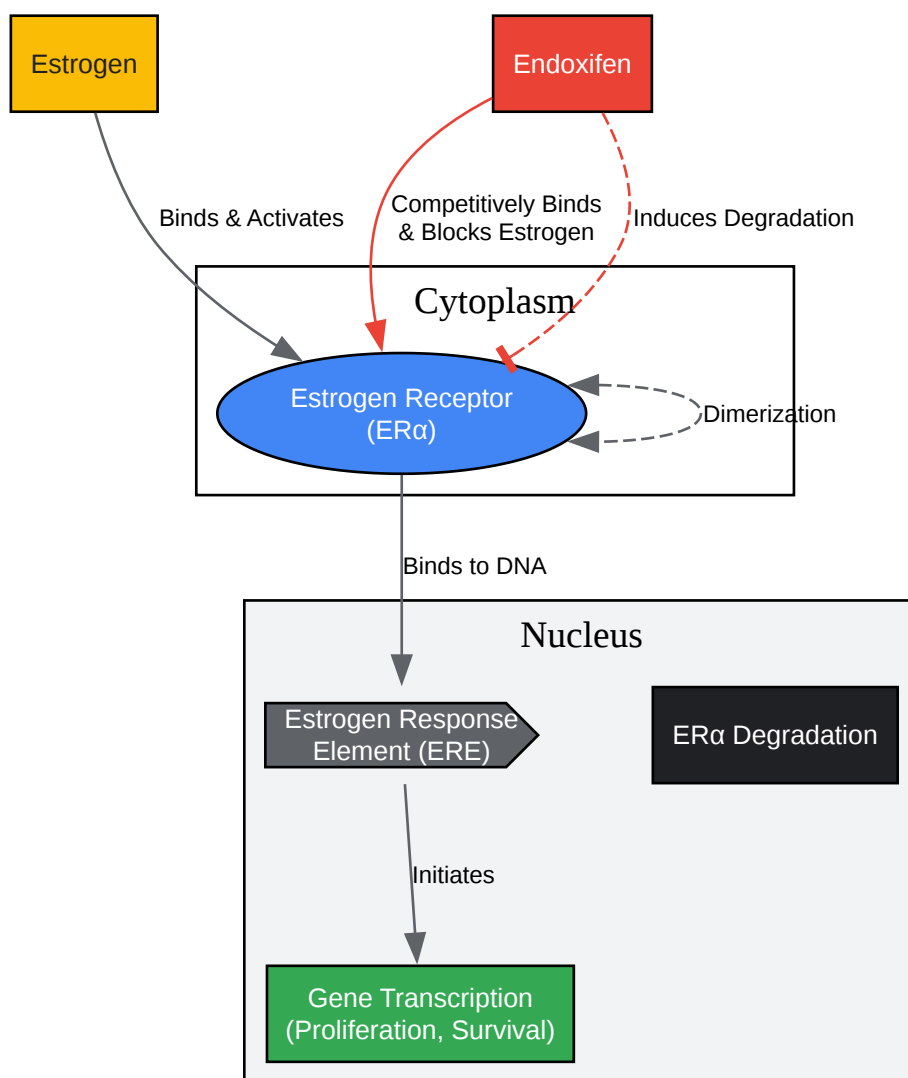 Estrogen
Endoxifen
Binds & Activates
Competitively Binds
& Blocks Estrogen
Induces Degradation
Cytoplasm
Estrogen Receptor
(ERα)
Dimerization
Binds to DNA
Nucleus
Estrogen Response
Element (ERE)
ERα Degradation
Initiates
Gene Transcription
(Proliferation, Survival)